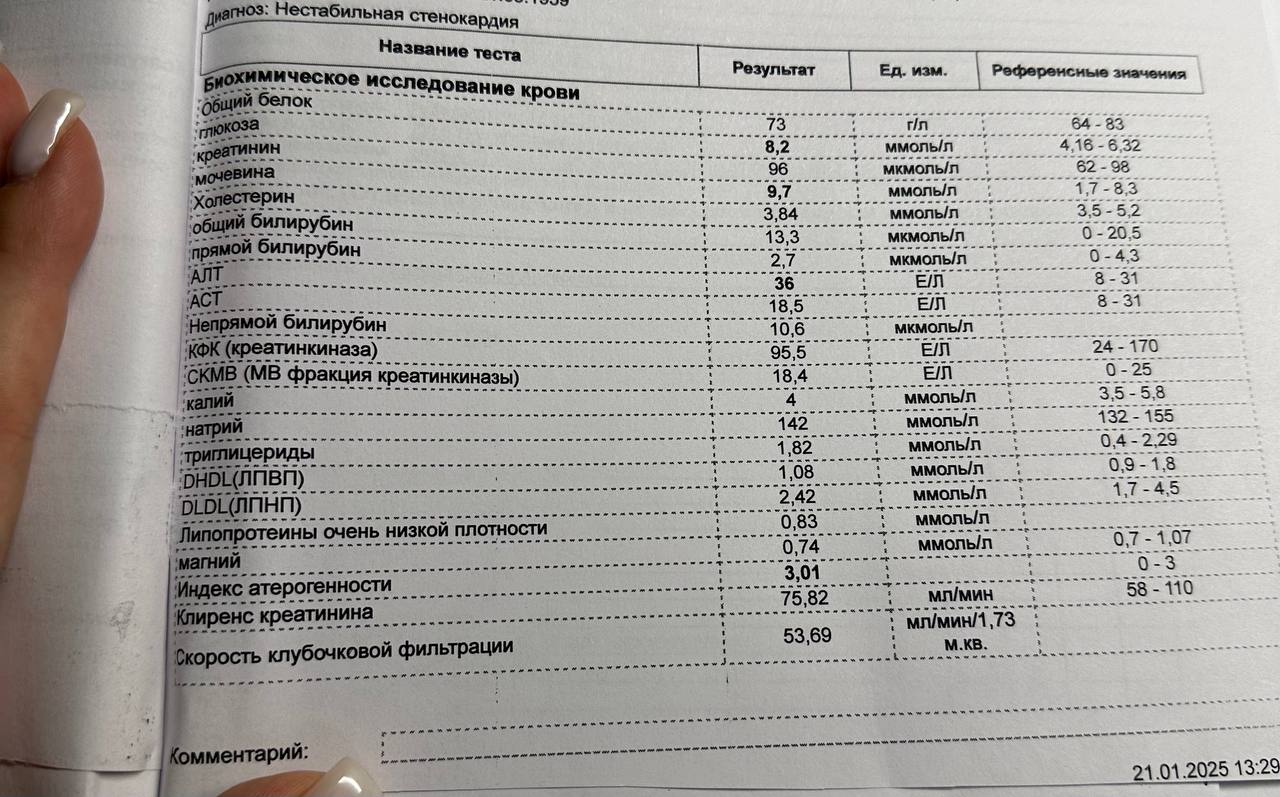 Диагноз: Нестабильная стенокардия
Название теста Результат Ед. изм. Референсные значения
Биохимическое исследование крови
Общий белок 73 г/л 64 - 83
глюкоза 8,2 ммоль/л 4,16 - 6,32
креатинин 96 мкмоль/л 62 - 98
мочевина 9,7 ммоль/л 1,7 - 8,3
Холестерин 3,84 ммоль/л 3,5 - 5,2
общий билирубин 13,3 мкмоль/л 0 - 20,5
прямой билирубин 2,7 мкмоль/л 0 - 4,3
АЛТ 36 Е/Л 8 - 31
АСТ 18,5 Е/Л 8 - 31
Непрямой билирубин 10,6 мкмоль/л
КФК (креатинкиназа) 95,5 Е/Л 24 - 170
СКМВ (МВ фракция креатинкиназы) 18,4 Е/Л 0 - 25
калий 4 ммоль/л 3,5 - 5,8
натрий 142 ммоль/л 132 - 155
триглицериды 1,82 ммоль/л 0,4 - 2,29
DHDL(ЛПВП) 1,08 ммоль/л 0,9 - 1,8
DLDL(ЛПНП) 2,42 ммоль/л 1,7 - 4,5
Липопротеины очень низкой плотности 0,83 ммоль/л
магний 0,74 ммоль/л 0,7 - 1,07
Индекс атерогенности 3,01 0 - 3
Клиренс креатинина 75,82 мл/мин 58 - 110
Скорость клубочковой фильтрации 53,69 мл/мин/1,73 м.кв.
Комментарий:
21.01.2025 13:29